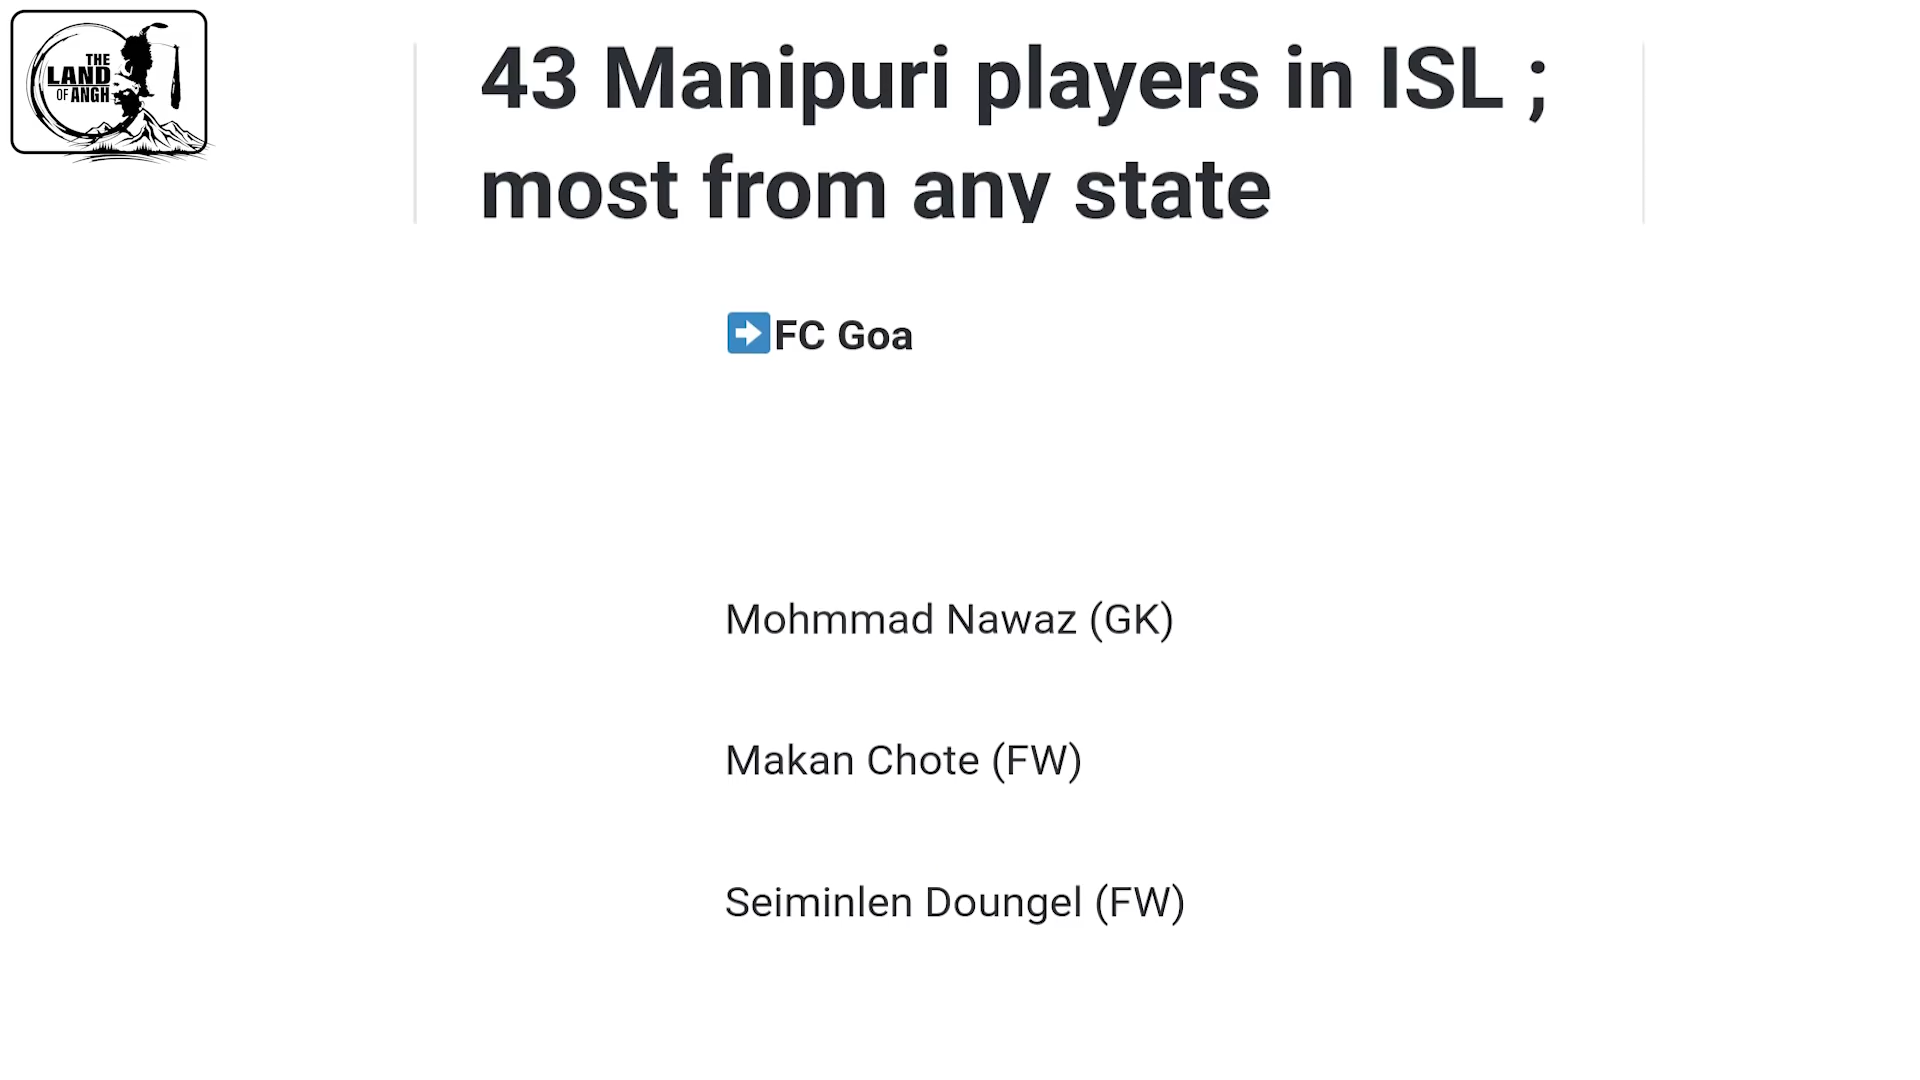 THE
LAND
OF ANGH
43 Manipuri players in ISL ;
most from any state
➡️FC Goa
Mohmmad Nawaz (GK)
Makan Chote (FW)
Seiminlen Doungel (FW)